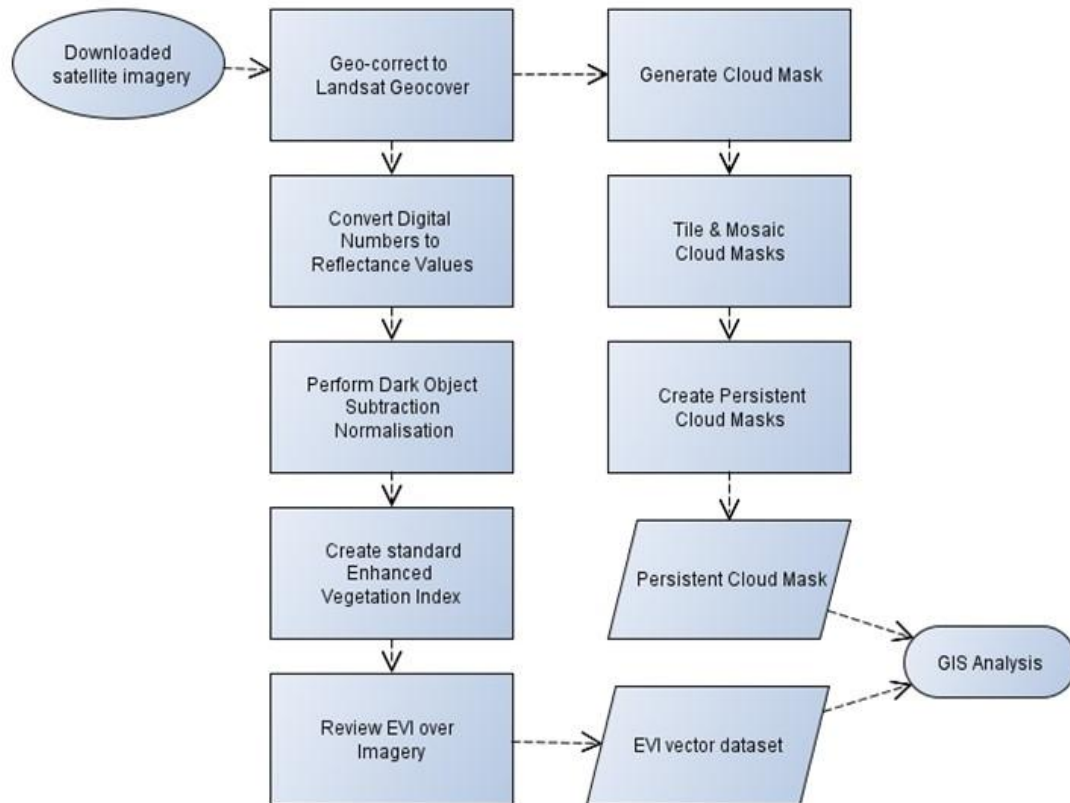 Downloaded
satellite imagery
Geo-correct to
Landsat Geocover
Generate Cloud Mask
Convert Digital
Numbers to
Reflectance Values
Tile & Mosaic
Cloud Masks
Perform Dark Object
Subtraction
Normalisation
Create Persistent
Cloud Masks
Create standard
Enhanced
Vegetation Index
Persistent Cloud Mask
GIS Analysis
Review EVI over
Imagery
EVI vector dataset